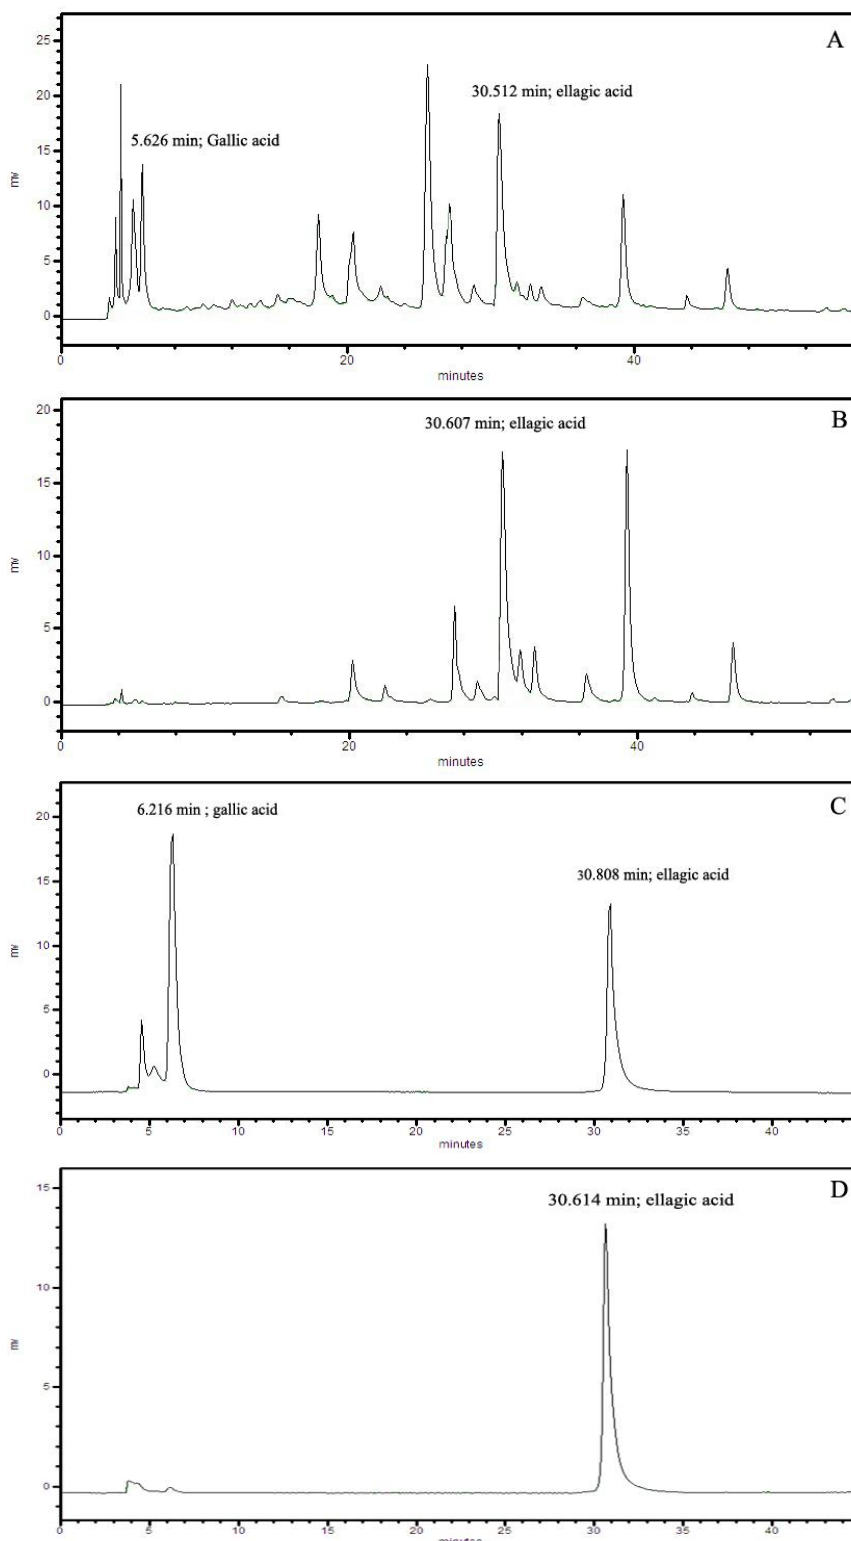 A
25
30.512 min; ellagic acid
20
5.626 min; Gallic acid
15
mv
10
5
0
0 20 40
minutes
B
20
30.607 min; ellagic acid
15
10
mv
5
0
0 20 40
minutes
C
6.216 min ; gallic acid
20
30.808 min; ellagic acid
15
10
mv
5
0
0 5 10 15 20 25 30 35 40
minutes
D
15
30.614 min; ellagic acid
10
mv
5
0
0 5 10 15 20 25 30 35 40
minutes